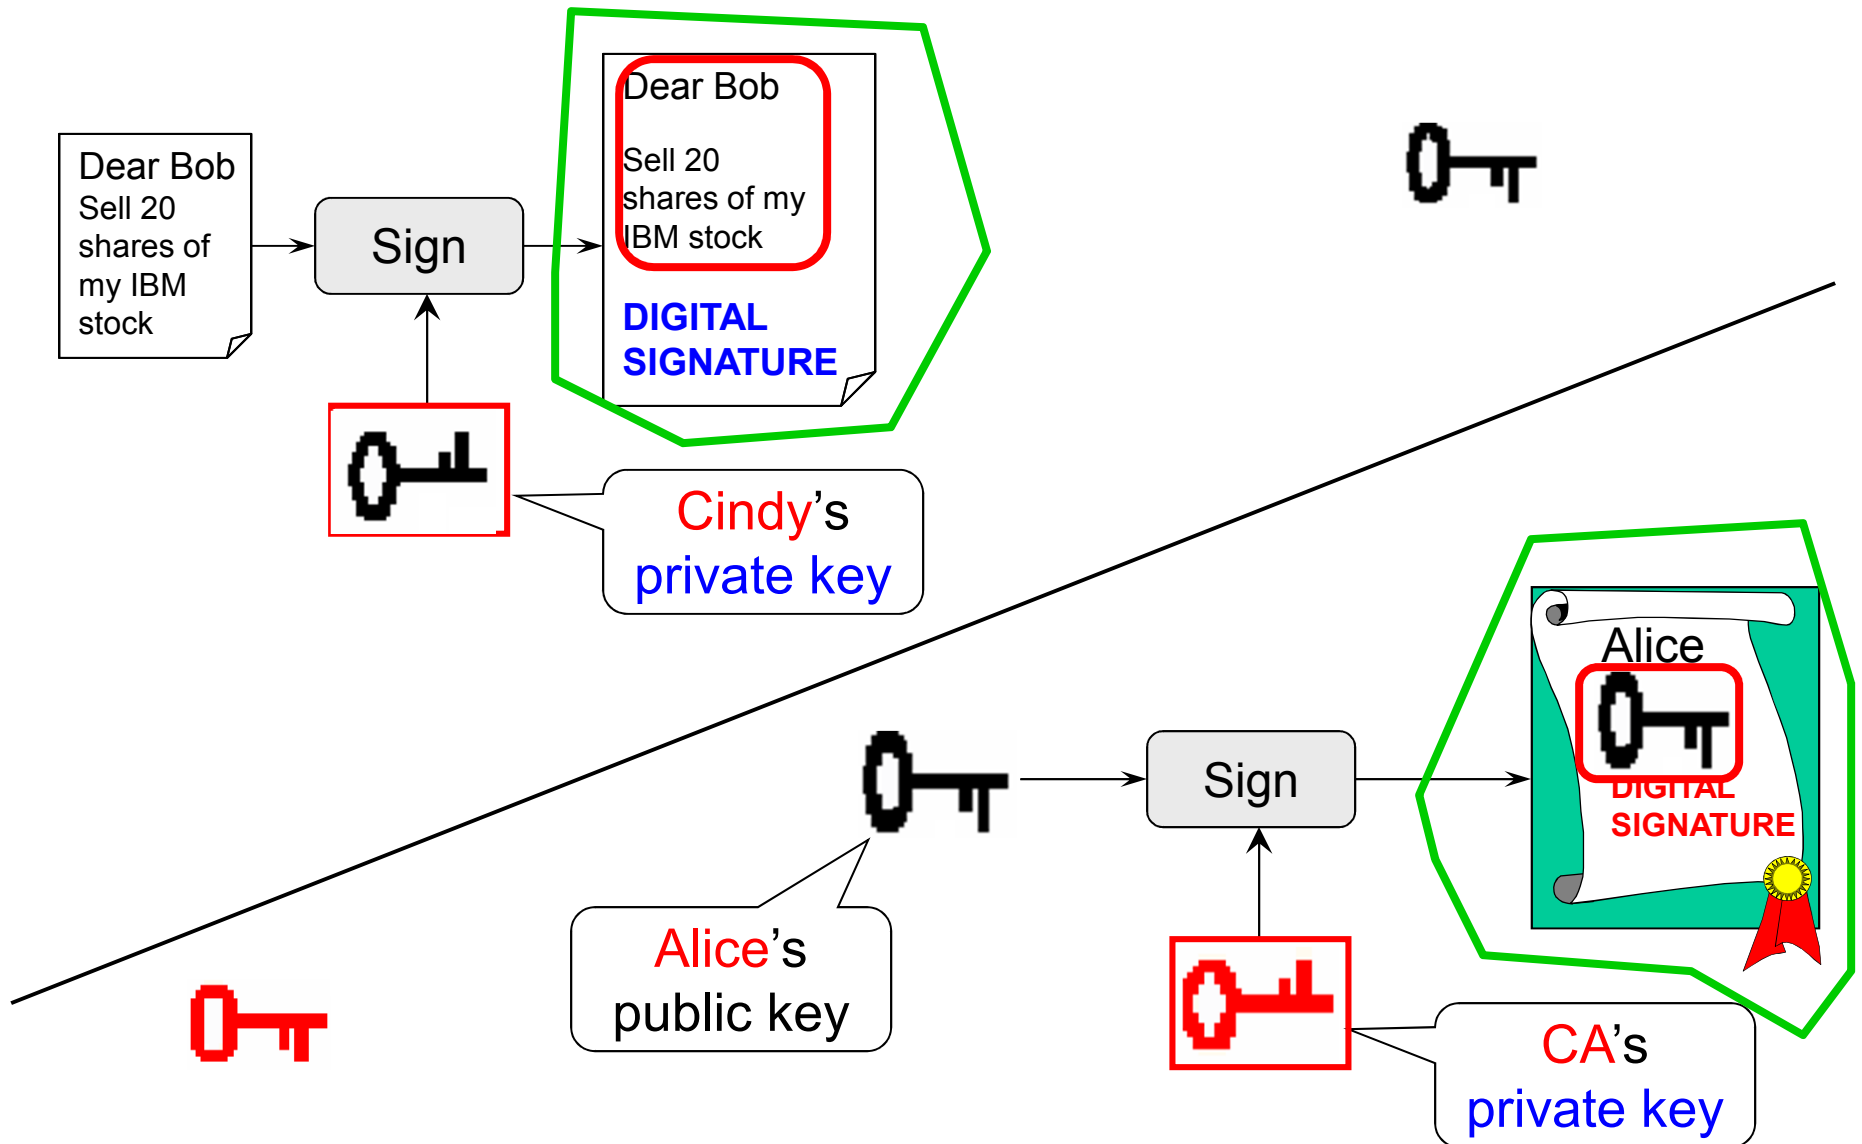 Dear Bob
Sell 20
shares of
my IBM
stock
Sign
Dear Bob
Sell 20
shares of my
IBM stock
DIGITAL
SIGNATURE
Cindy's
private key
Alice's
public key
Sign
Alice
DIGITAL
SIGNATURE
CA's
private key